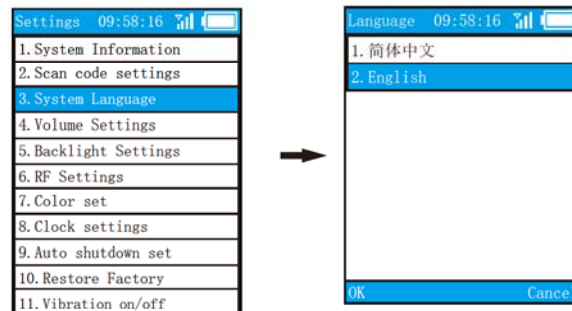 Settings 09:58:16
1. System Information
2. Scan code settings
3. System Language
4. Volume Settings
5. Backlight Settings
6. RF Settings
7. Color set
8. Clock settings
9. Auto shutdown set
10. Restore Factory
11. Vibration on/off
Language 09:58:16
1. 简体中文
2. English
OK Cancel